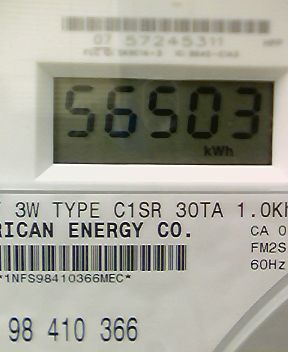 07 57245311
56503
kWh
3W TYPE C1SR 30TA 1.0Kh
RICAN ENERGY CO.
CA 0
FM2S
60Hz
*1NFS98410366MEC*
98 410 366